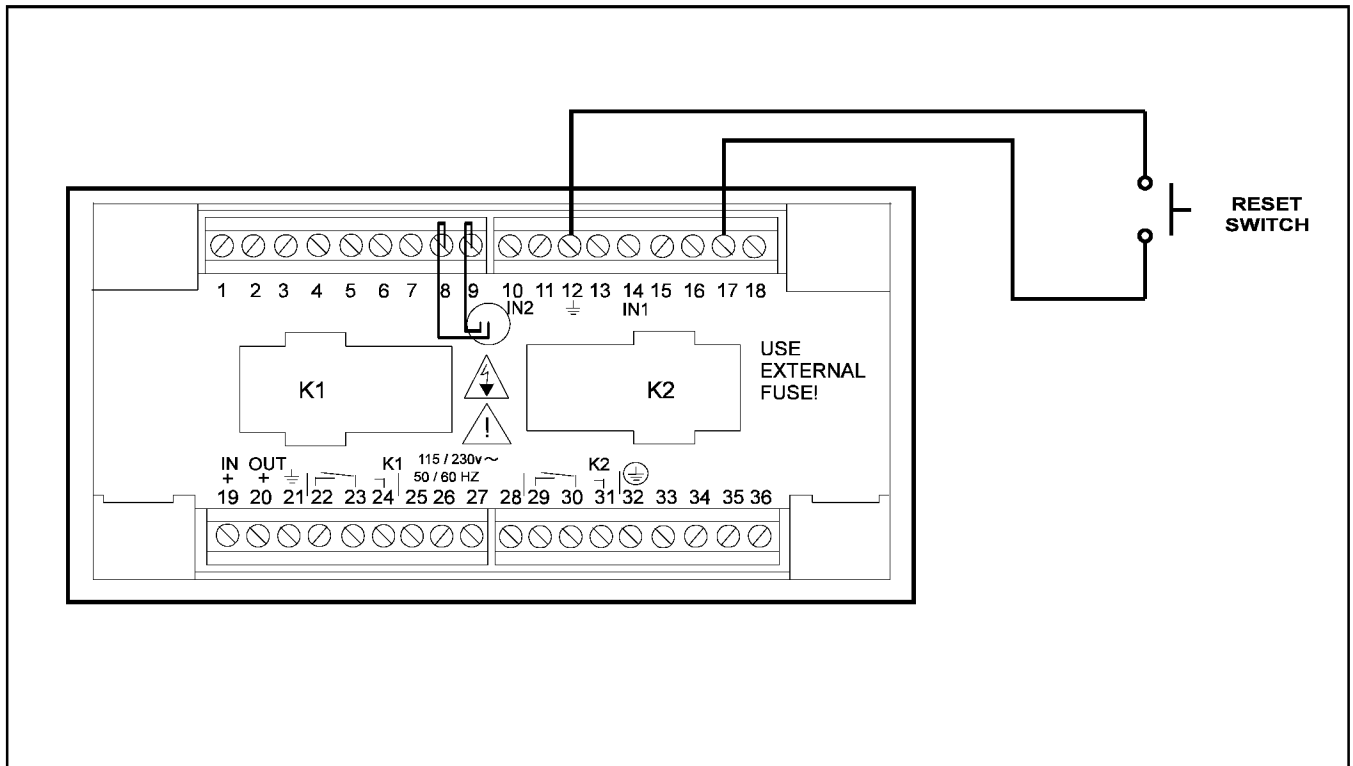 RESET
SWITCH
1 2 3 4 5 6 7 8 9 10 11 12 13 14 15 16 17 18
IN2 IN1
USE
EXTERNAL
FUSE!
K1 K2
!
IN OUT K1 115 / 230v~ K2
+ + 50 / 60 HZ
19 20 21 22 23 24 25 26 27 28 29 30 31 32 33 34 35 36